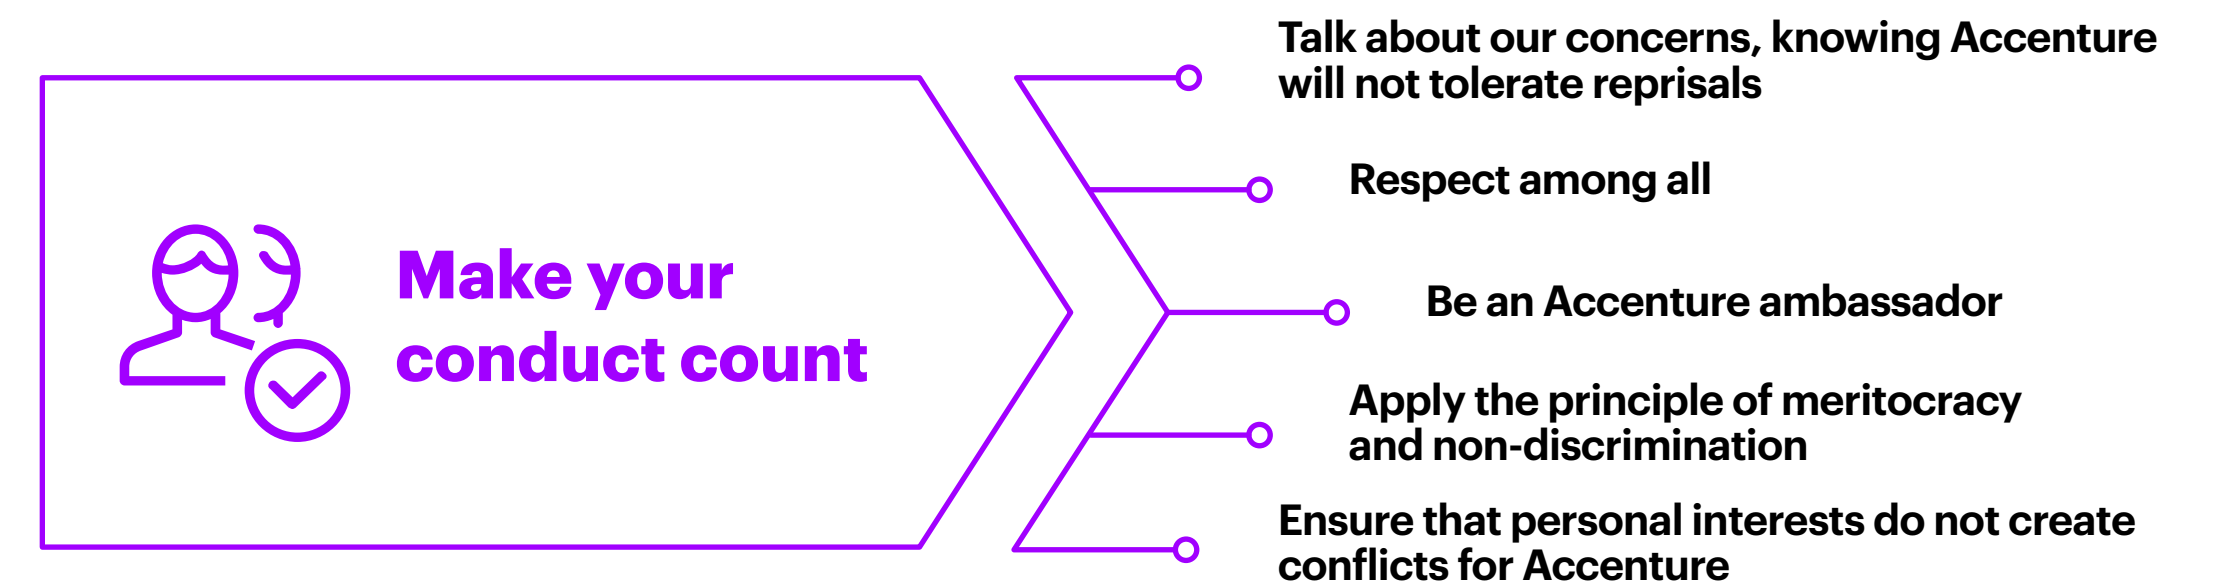 Make your
conduct count
Talk about our concerns, knowing Accenture
will not tolerate reprisals
Respect among all
Be an Accenture ambassador
Apply the principle of meritocracy
and non-discrimination
Ensure that personal interests do not create
conflicts for Accenture